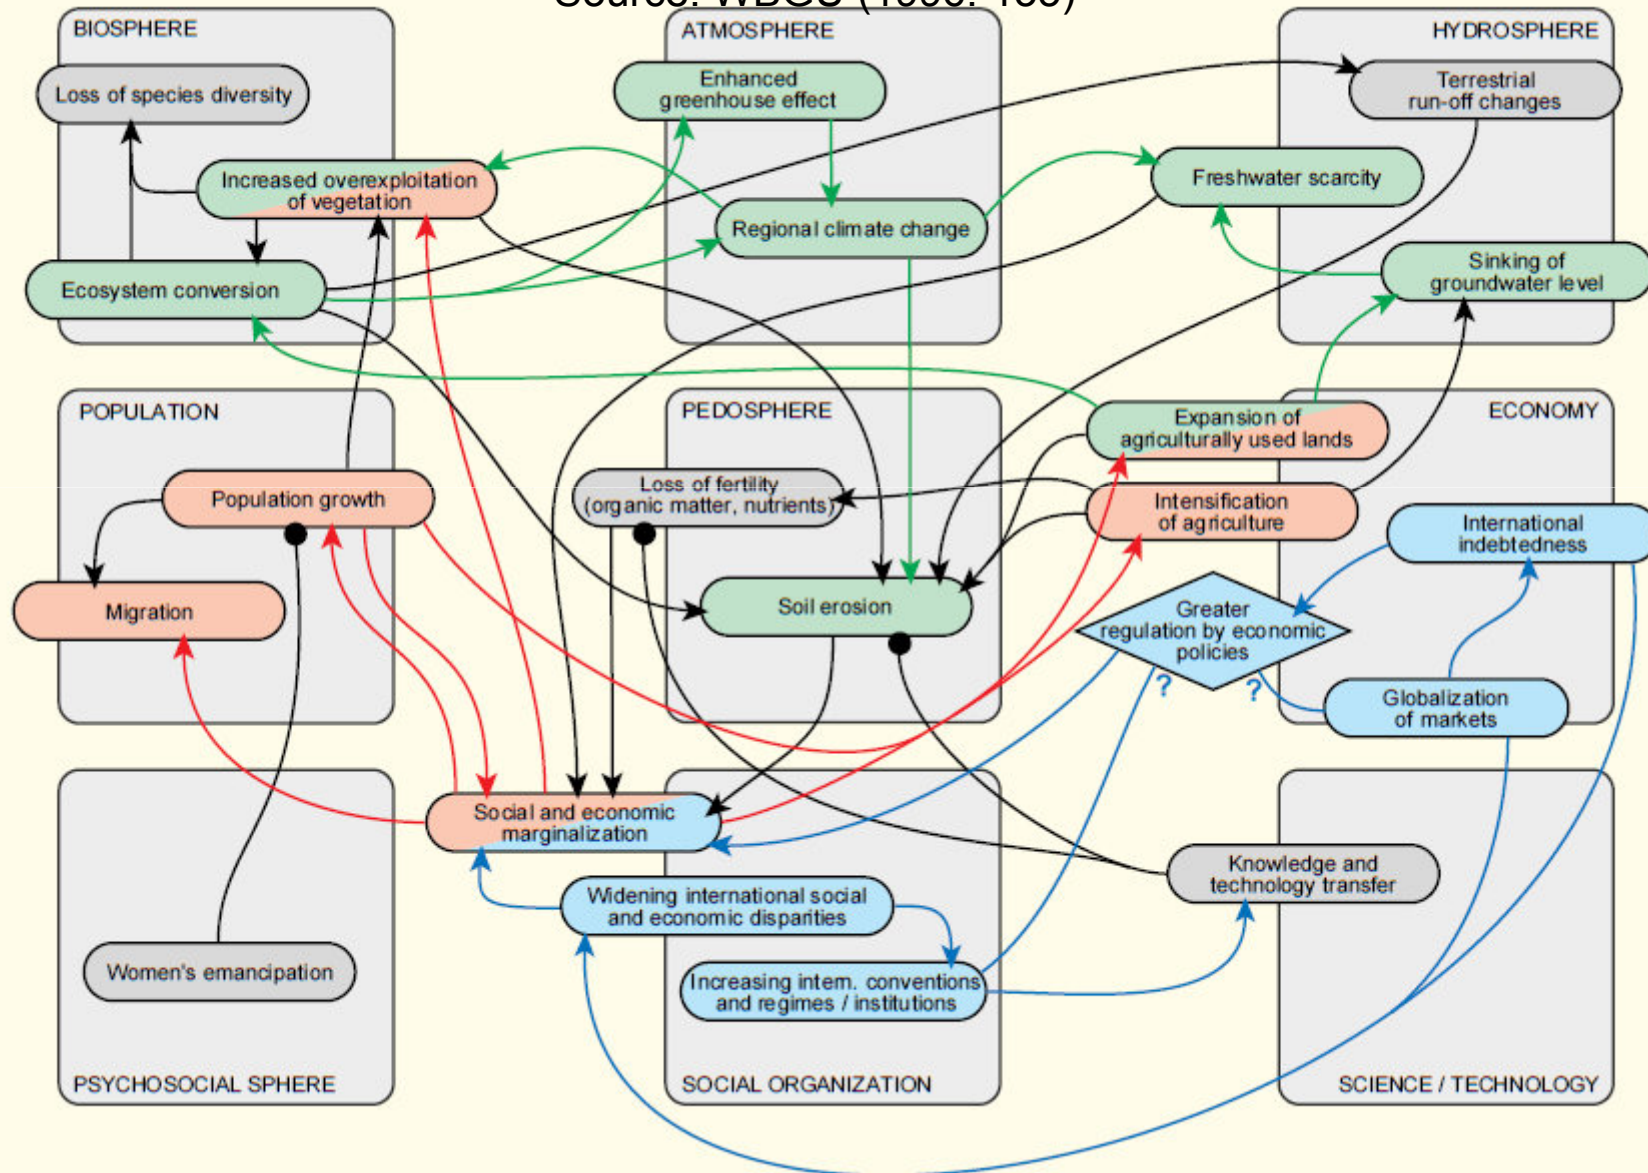 BIOSPHERE
ATMOSPHERE
HYDROSPHERE
Loss of species diversity
Enhanced
greenhouse effect
Terrestrial
run-off changes
Increased overexploitation
of vegetation
Freshwater scarcity
Regional climate change
Ecosystem conversion
Sinking of
groundwater level
POPULATION
PEDOSPHERE
ECONOMY
Expansion of
agriculturally used lands
Population growth
Loss of fertility
(organic matter, nutrients)
Intensification
of agriculture
International
indebtedness
Migration
Soil erosion
Greater
regulation by economic
policies
?
?
Globalization
of markets
Social and economic
marginalization
Knowledge and
technology transfer
Widening international social
and economic disparities
Women's emancipation
Increasing intern. conventions
and regimes / institutions
PSYCHOSOCIAL SPHERE
SOCIAL ORGANIZATION
SCIENCE / TECHNOLOGY